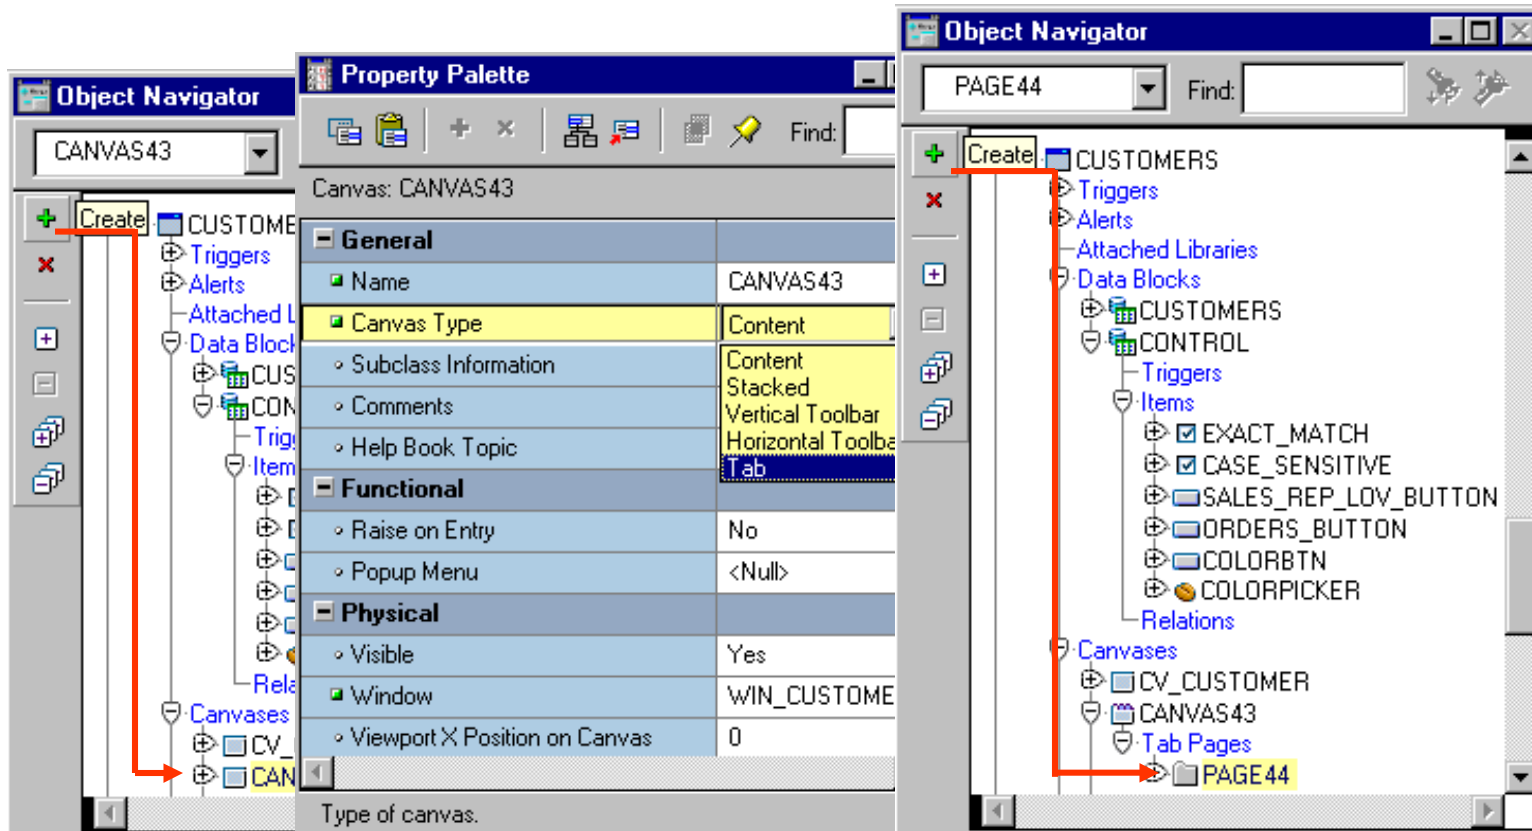 Object Navigator
CANVAS43
Create
CUSTOME
Triggers
Alerts
Attached L
Data Block
CUS
CON
Trig
Item
Rela
Canvases
CV_
CAN
Property Palette
Find:
Canvas: CANVAS43
General
Name CANVAS43
Canvas Type Content
Content
Stacked
Vertical Toolbar
Horizontal Toolba
Tab
Subclass Information
Comments
Help Book Topic
Functional
Raise on Entry No
Popup Menu <Null>
Physical
Visible Yes
Window WIN_CUSTOME
Viewport X Position on Canvas 0
Type of canvas.
Object Navigator
PAGE44 Find:
Create
CUSTOMERS
Triggers
Alerts
Attached Libraries
Data Blocks
CUSTOMERS
CONTROL
Triggers
Items
EXACT_MATCH
CASE_SENSITIVE
SALES_REP_LOV_BUTTON
ORDERS_BUTTON
COLORBTN
COLORPICKER
Relations
Canvases
CV_CUSTOMER
CANVAS43
Tab Pages
PAGE44